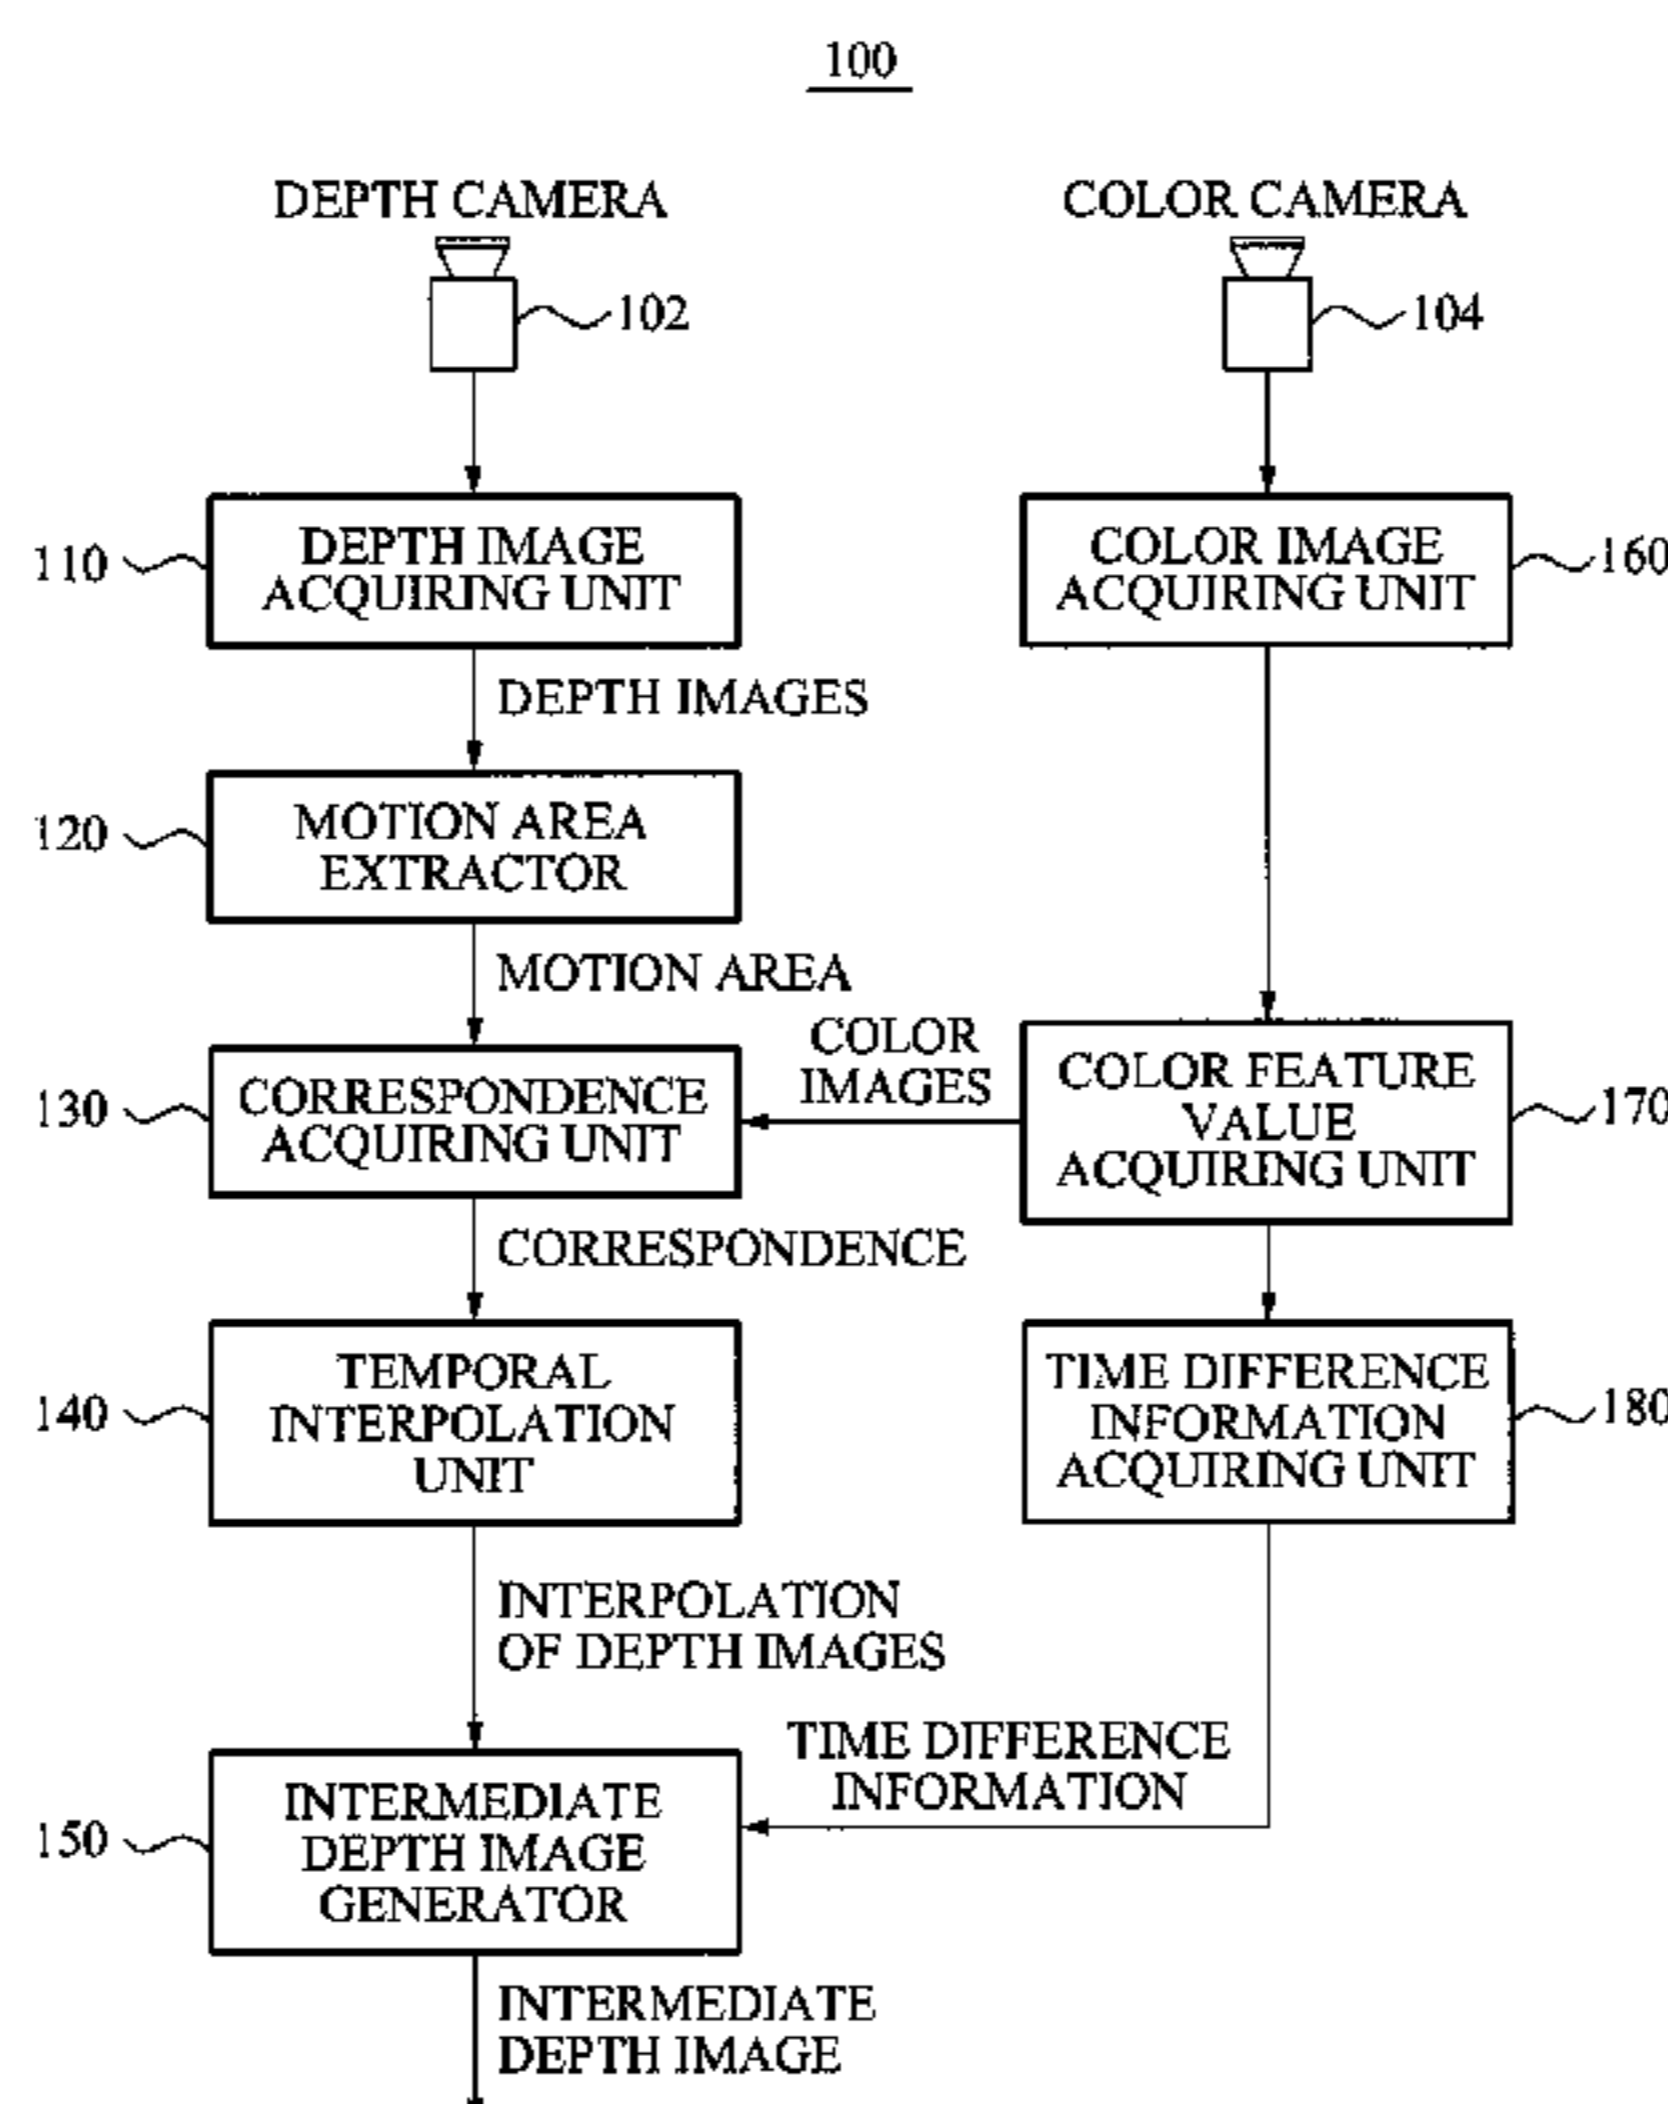 100
DEPTH CAMERA
COLOR CAMERA
102
104
110
DEPTH IMAGE
ACQUIRING UNIT
COLOR IMAGE
ACQUIRING UNIT
160
DEPTH IMAGES
120
MOTION AREA
EXTRACTOR
MOTION AREA
COLOR
IMAGES
130
CORRESPONDENCE
ACQUIRING UNIT
COLOR FEATURE
VALUE
ACQUIRING UNIT
170
CORRESPONDENCE
140
TEMPORAL
INTERPOLATION
UNIT
TIME DIFFERENCE
INFORMATION
ACQUIRING UNIT
180
INTERPOLATION
OF DEPTH IMAGES
TIME DIFFERENCE
INFORMATION
150
INTERMEDIATE
DEPTH IMAGE
GENERATOR
INTERMEDIATE
DEPTH IMAGE